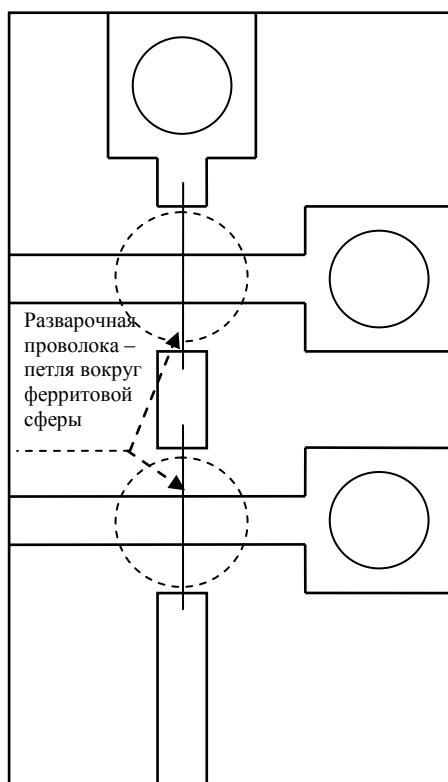 Разварочная
проволока –
петля вокруг
ферритовой
сферы